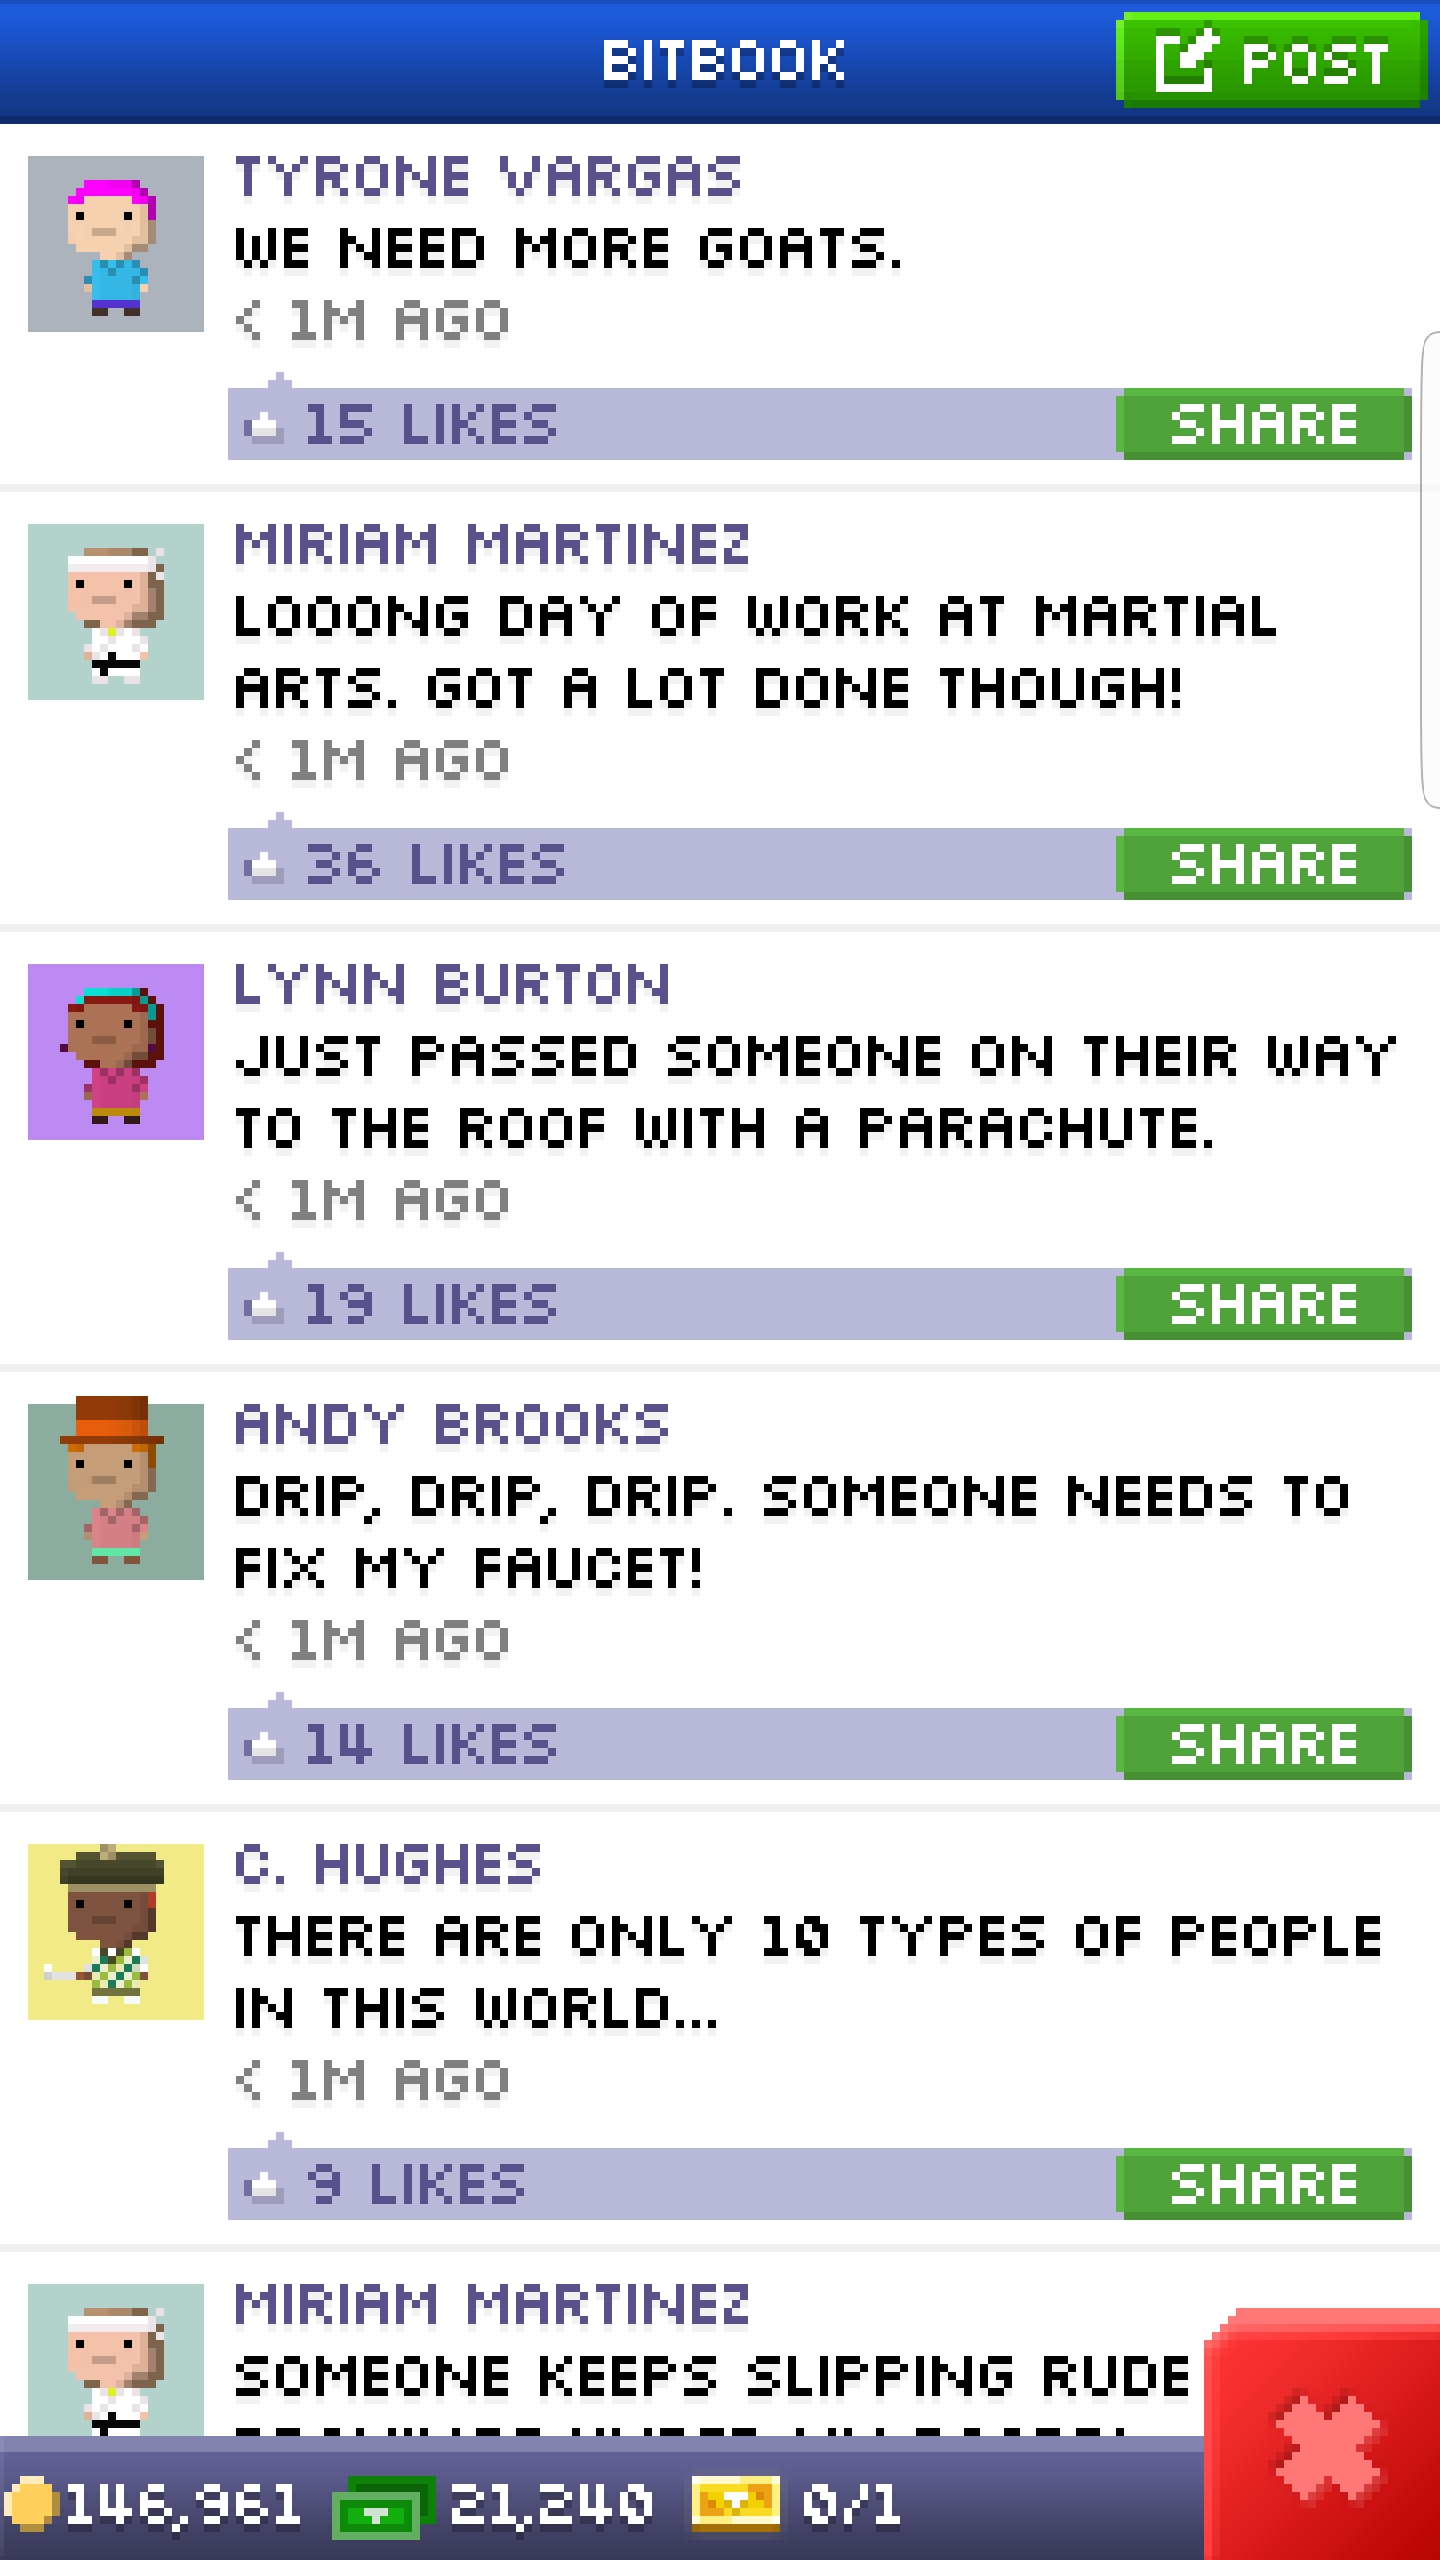 BITBOOK
POST
TYRONE VARGAS
WE NEED MORE GOATS.
< 1M AGO
15 LIKES
SHARE
MIRIAM MARTINEZ
LOOONG DAY OF WORK AT MARTIAL
ARTS. GOT A LOT DONE THOUGH!
< 1M AGO
36 LIKES
SHARE
LYNN BURTON
JUST PASSED SOMEONE ON THEIR WAY
TO THE ROOF WITH A PARACHUTE.
< 1M AGO
19 LIKES
SHARE
ANDY BROOKS
DRIP, DRIP, DRIP. SOMEONE NEEDS TO
FIX MY FAUCET!
< 1M AGO
14 LIKES
SHARE
C. HUGHES
THERE ARE ONLY 10 TYPES OF PEOPLE
IN THIS WORLD...
< 1M AGO
9 LIKES
SHARE
MIRIAM MARTINEZ
SOMEONE KEEPS SLIPPING RUDE
146,961
21,240
0/1